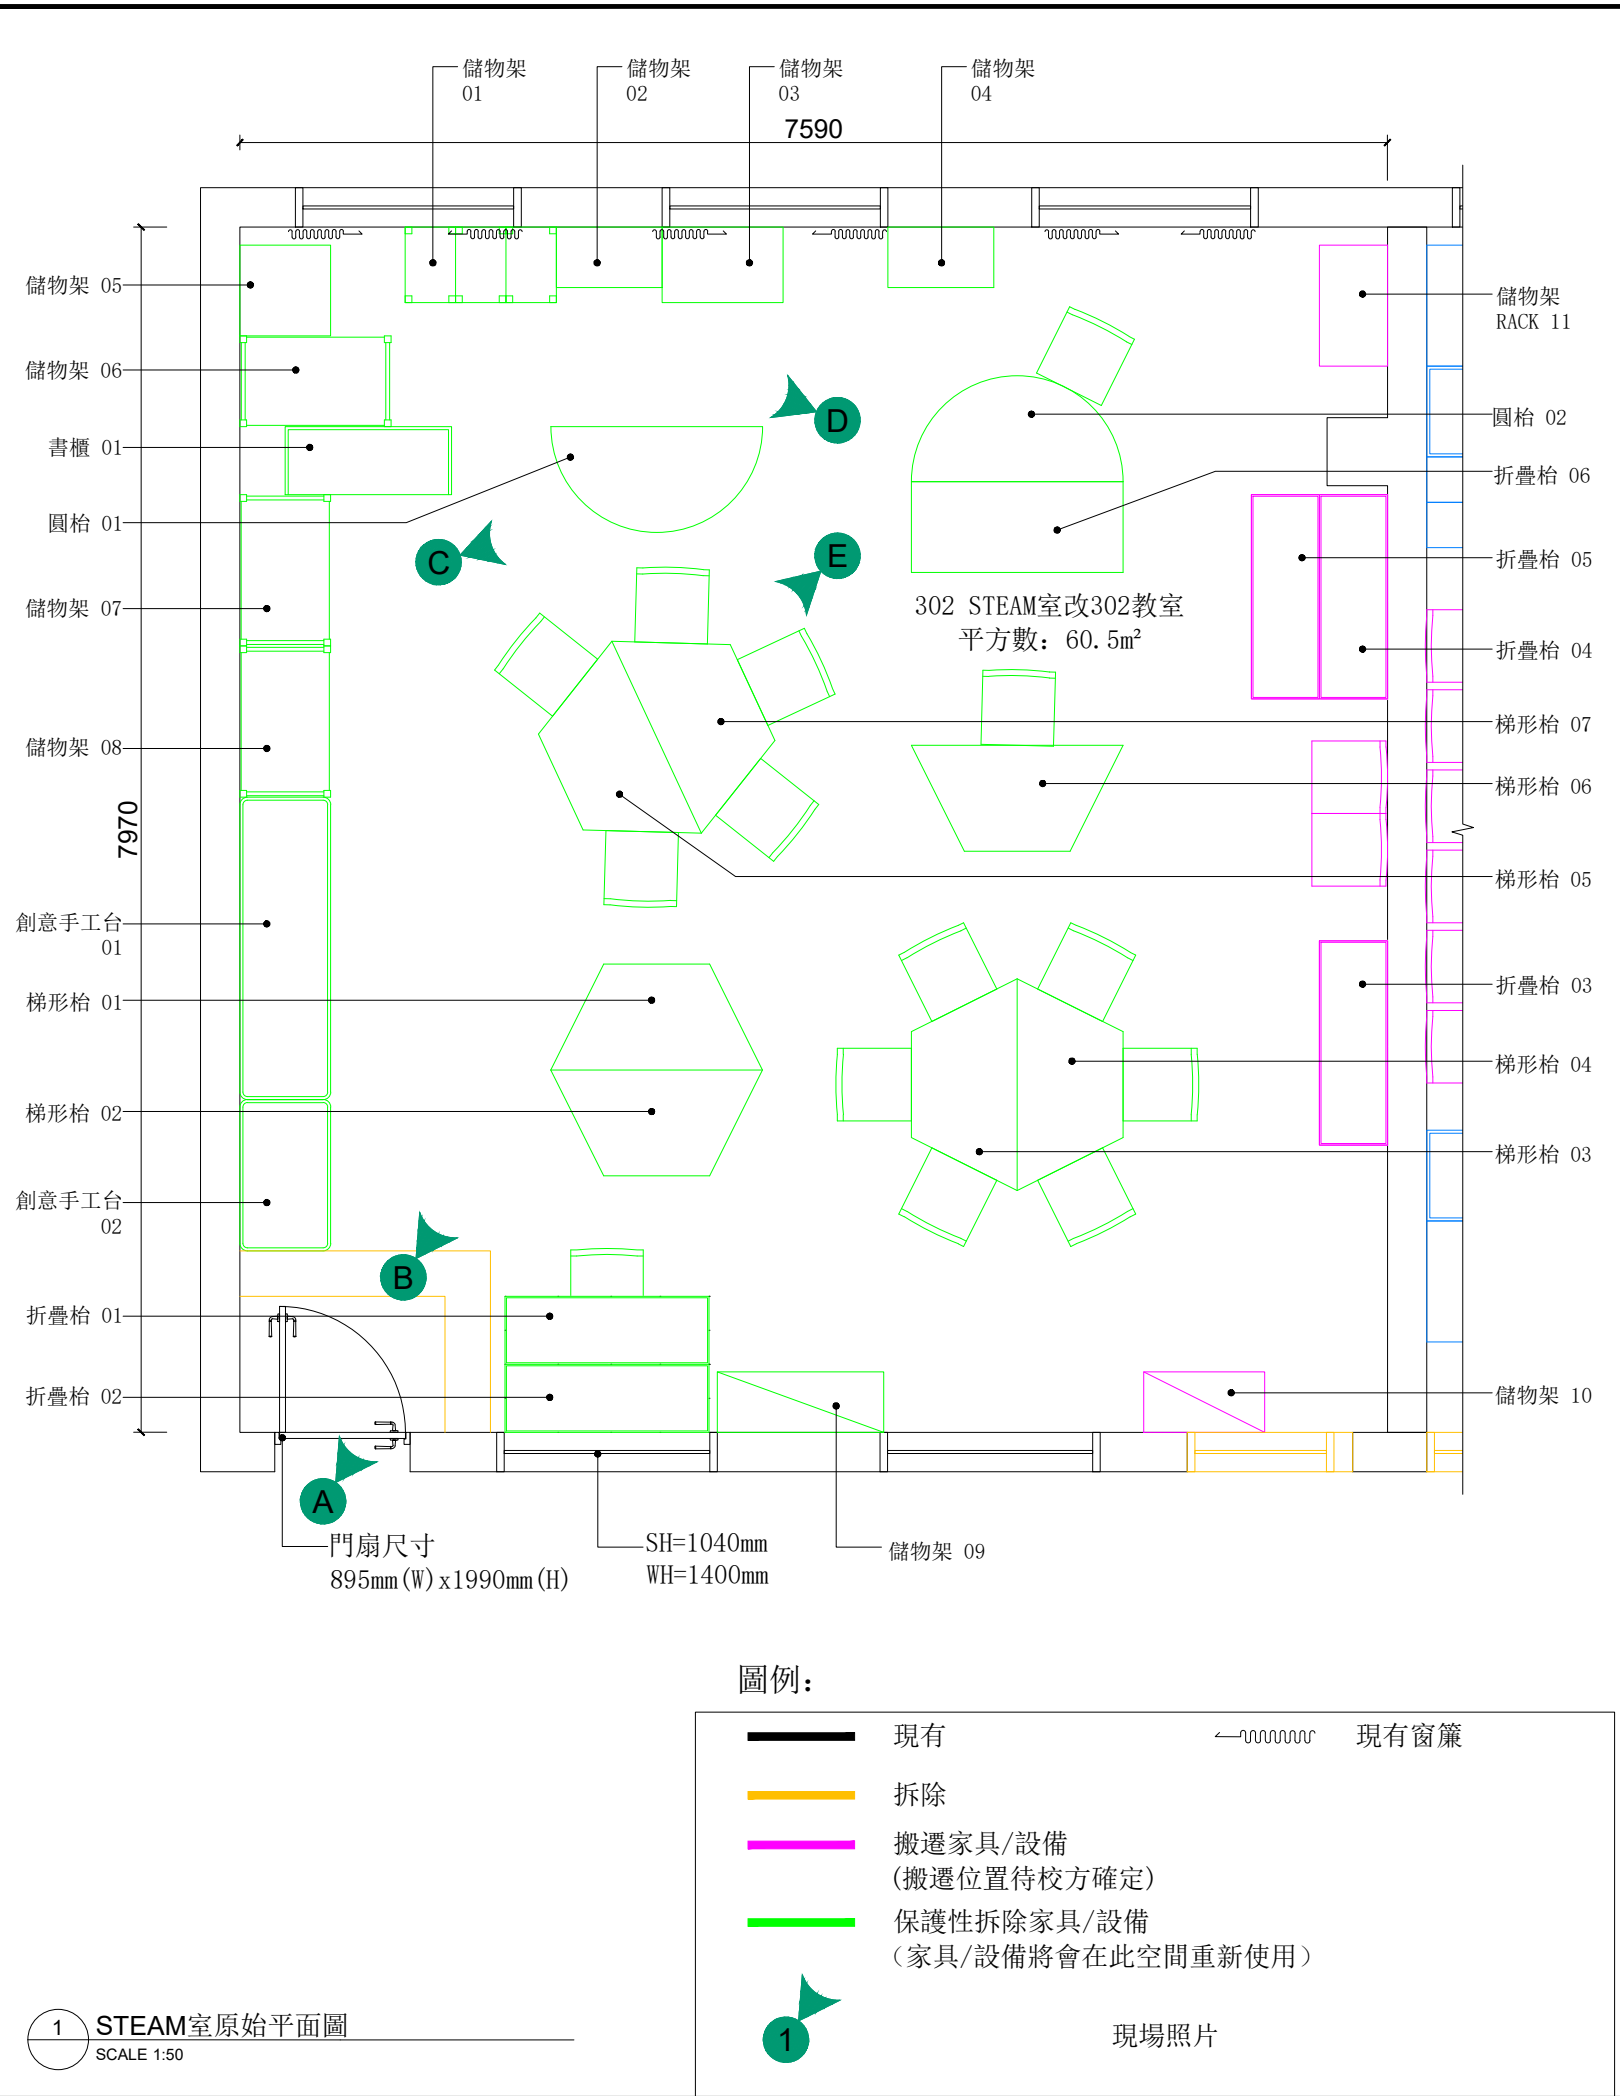 儲物架
01
儲物架
02
儲物架
03
儲物架
04
7590
儲物架 05
儲物架
RACK 11
儲物架 06
D
圓枱 02
書櫃 01
折疊枱 06
圓枱 01
C
E
折疊枱 05
儲物架 07
302 STEAM室改302教室
平方數：60.5m²
折疊枱 04
梯形枱 07
儲物架 08
梯形枱 06
7970
梯形枱 05
創意手工台
01
折疊枱 03
梯形枱 01
梯形枱 04
梯形枱 02
梯形枱 03
創意手工台
02
B
折疊枱 01
折疊枱 02
儲物架 10
A
門扇尺寸
895mm(W)x1990mm(H)
SH=1040mm
WH=1400mm
儲物架 09
圖例：
現有
現有窗簾
拆除
搬遷家具/設備
(搬遷位置待校方確定)
保護性拆除家具/設備
（家具/設備將會在此空間重新使用）
1
現場照片
1
STEAM室原始平面圖
SCALE 1:50